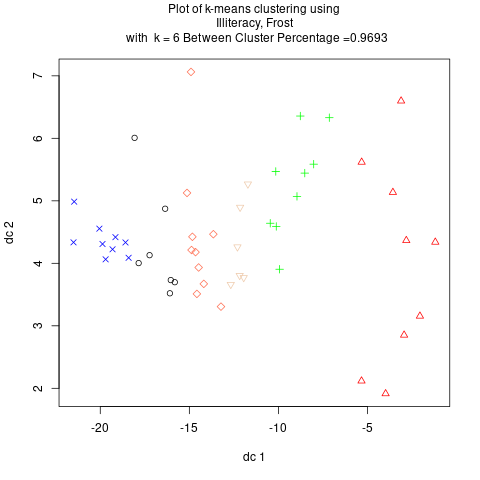 Plot of k-means clustering using
Illiteracy, Frost
with  k = 6 Between Cluster Percentage =0.9693
7
6
5
4
3
2
dc 2
-20
-15
-10
-5
dc 1